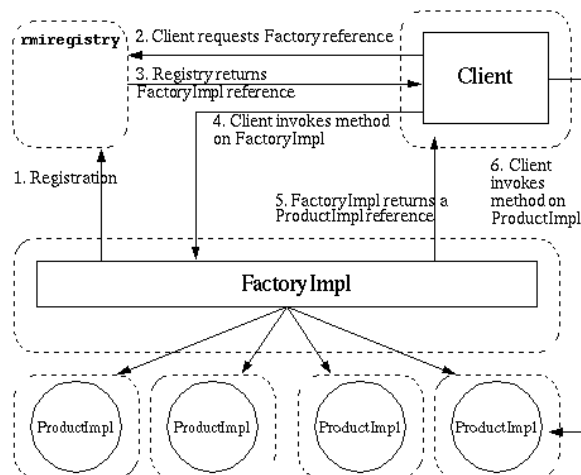 rmiregistry
2. Client requests Factory reference
Client
3. Registry returns
FactoryImpl reference
4. Client invokes method
on FactoryImpl
1. Registration
5. FactoryImpl returns a
ProductImpl reference
6. Client
invokes
method on
ProductImpl
FactoryImpl
ProductImpl
ProductImpl
ProductImpl
ProductImpl